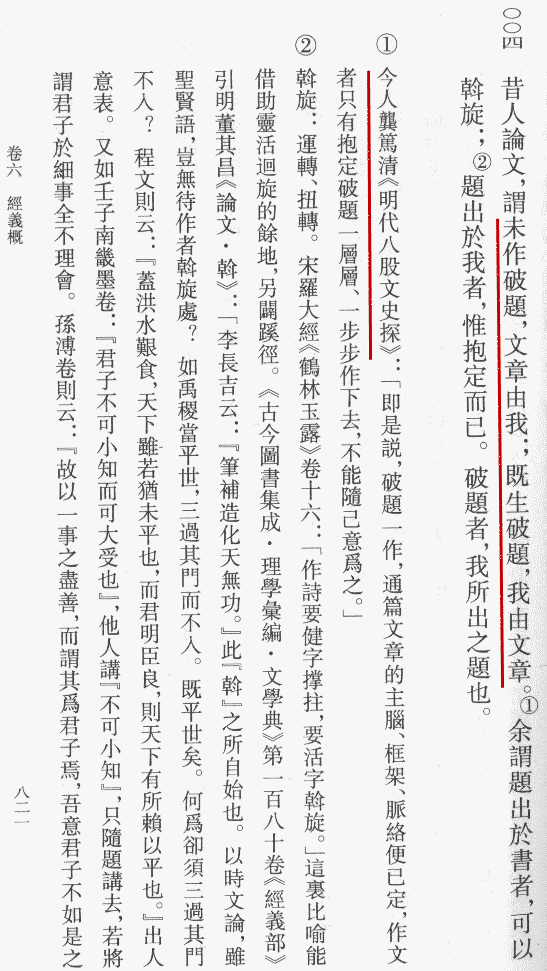 〇〇四
昔人論文，謂未作破題，文章由我；既生破題，我由文章。①余謂題出於書者，可以
斡旋；②題出於我者，惟抱定而已。破題者，我所出之題也。
①今人龔篤清《明代八股文史探》：「即是説，破題一作，通篇文章的主腦、框架、脈絡便已定，作文
者只有抱定破題一層層、一步步作下去，不能隨己意爲之。」
②斡旋：運轉、扭轉。宋羅大經《鶴林玉露》卷十六：「作詩要健字撐拄，要活字斡旋。」這裏比喻能
借助靈活迴旋的餘地，另闢蹊徑。《古今圖書集成·理學彙編·文學典》第一百八十卷《經義部》
引明董其昌《論文·斡》：「李長吉云：『筆補造化天無功。』此『斡』之所自始也。以時文論，雖
聖賢語，豈無待作者斡旋處？如禹稷當平世，三過其門而不入。既平世矣。何爲卻須三過其門
不入？程文則云：『蓋洪水艱食，天下雖若猶未平也，而君明臣良，則天下有所賴以平也。』出人
意表。又如壬子南畿墨卷：『君子不可小知而可大受也』，他人講『不可小知』，只隨題講去，若將
謂君子於細事全不理會。孫溥卷則云：『故以一事之盡善，而謂其爲君子焉，吾意君子不如是之
卷六　經義概
八二一